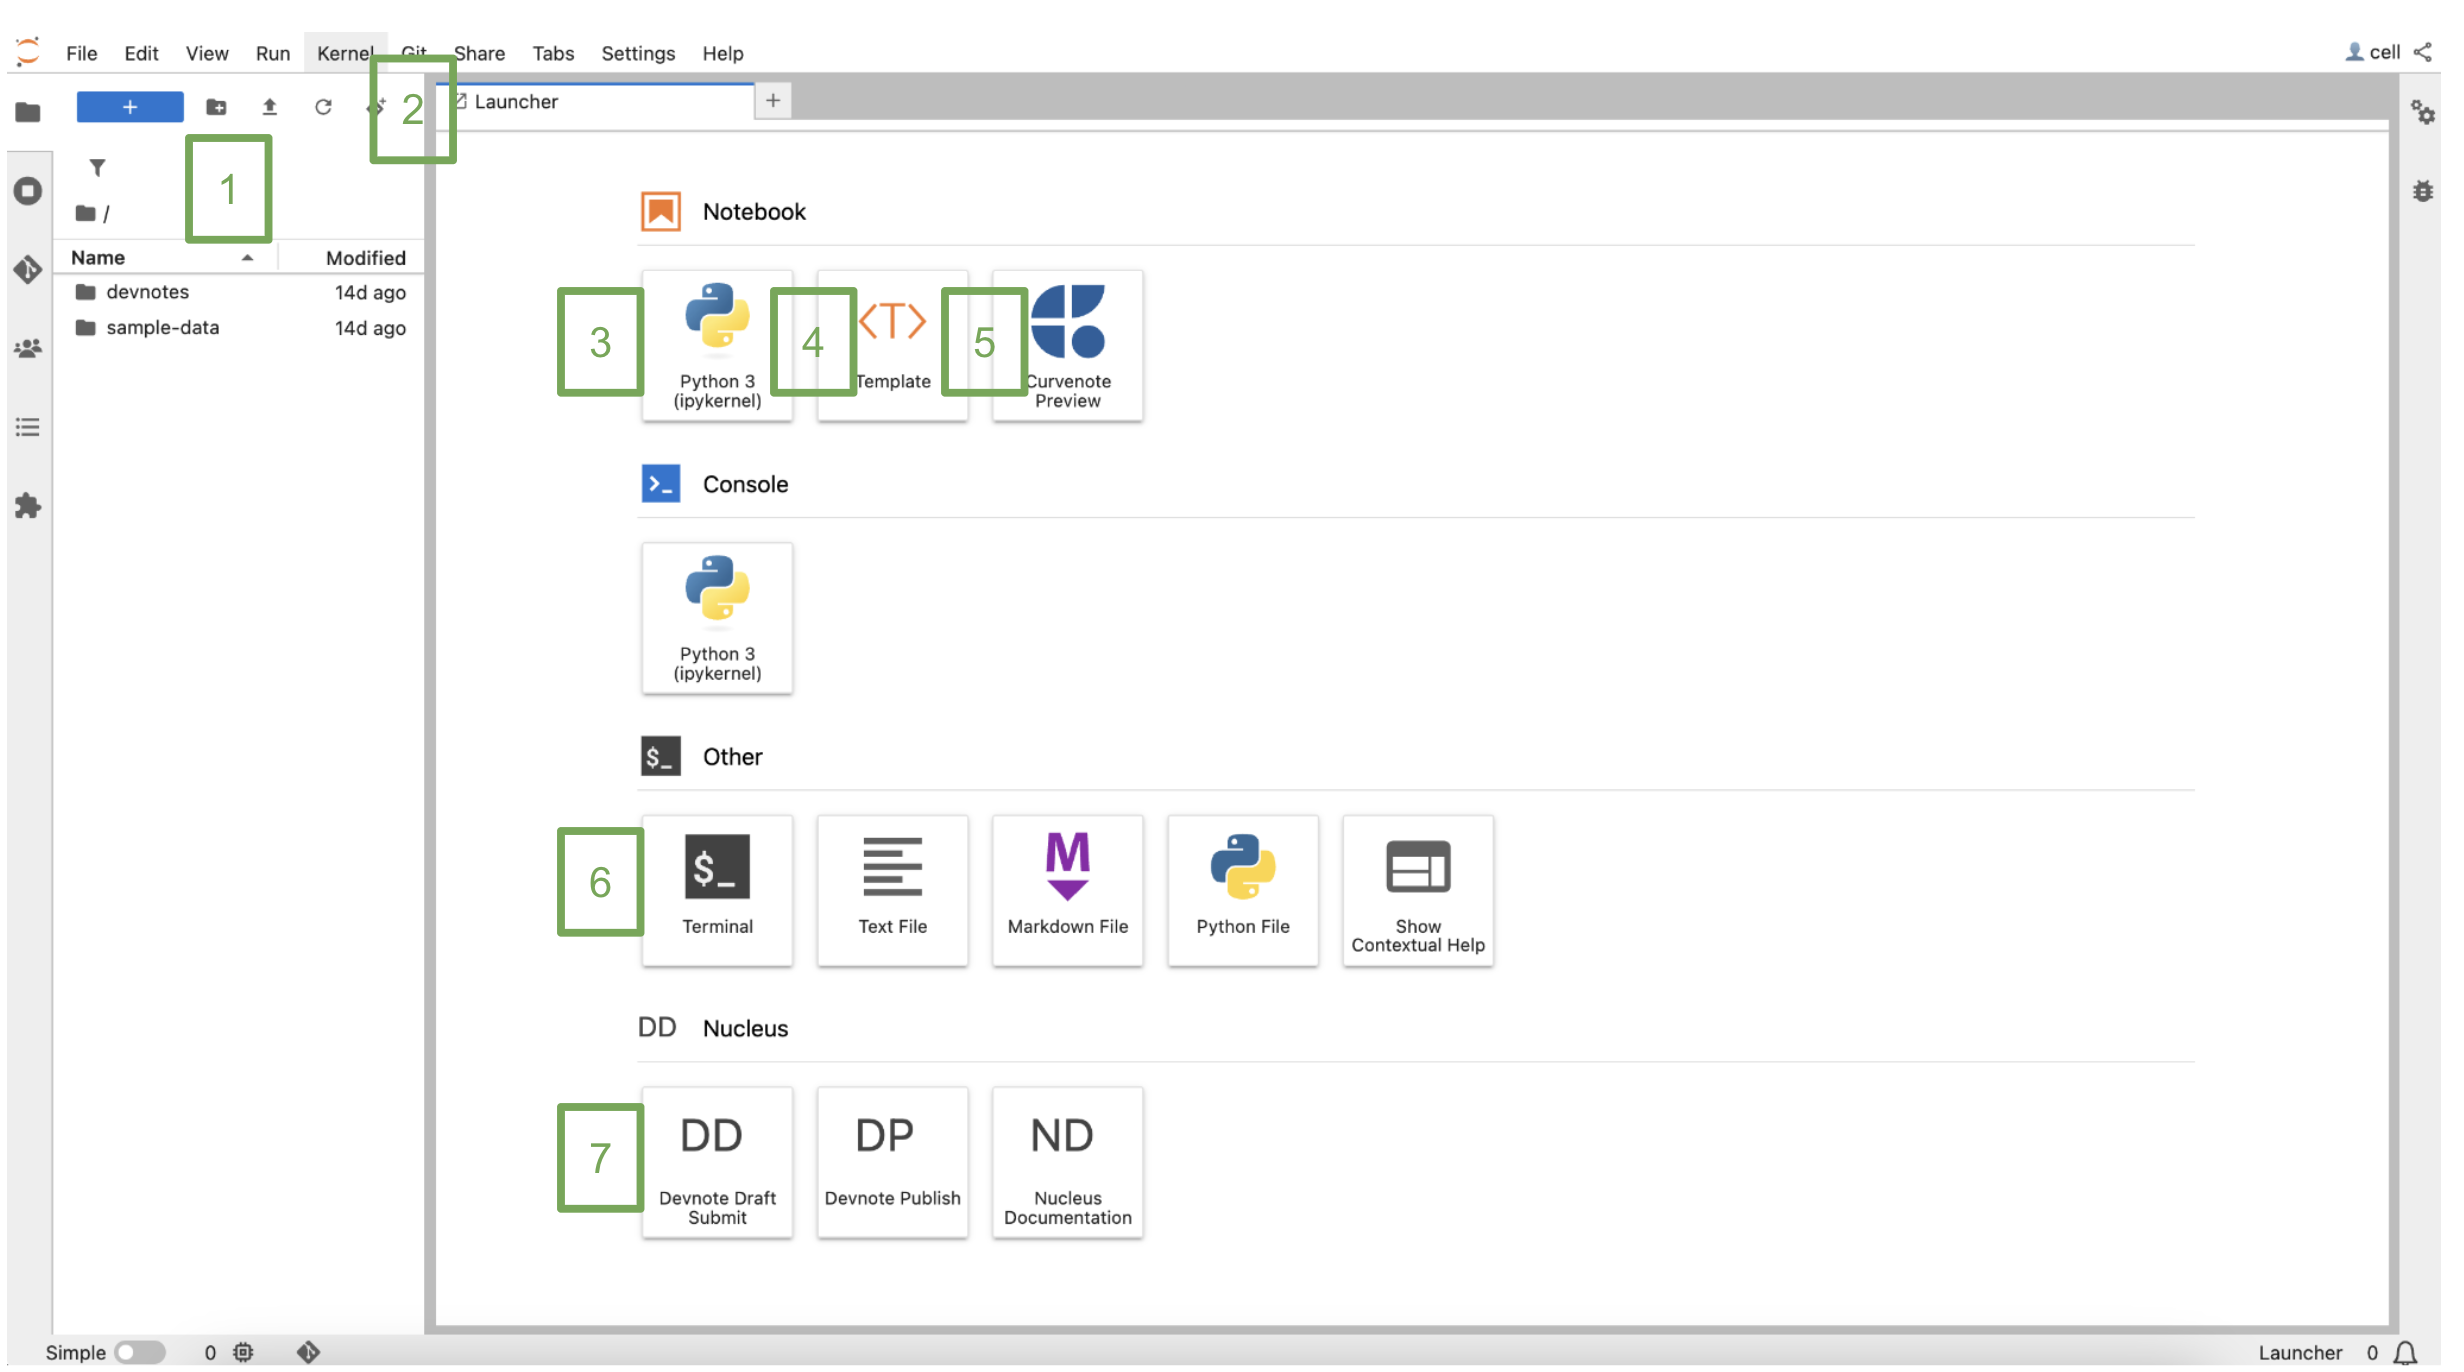 File Edit View Run Kernel Git Share Tabs Settings Help
cell
+
2
Launcher
+
1
/
Name
Modified
devnotes 14d ago
sample-data 14d ago
Notebook
3
Python 3
(ipykernel)
4
<T>
Template
5
Curvenote
Preview
>_ Console
Python 3
(ipykernel)
$_ Other
6
$_
Terminal
Text File
M
Markdown File
Python File
Show
Contextual Help
DD Nucleus
7
DD
Devnote Draft
Submit
DP
Devnote Publish
ND
Nucleus
Documentation
Simple 0
Launcher 0